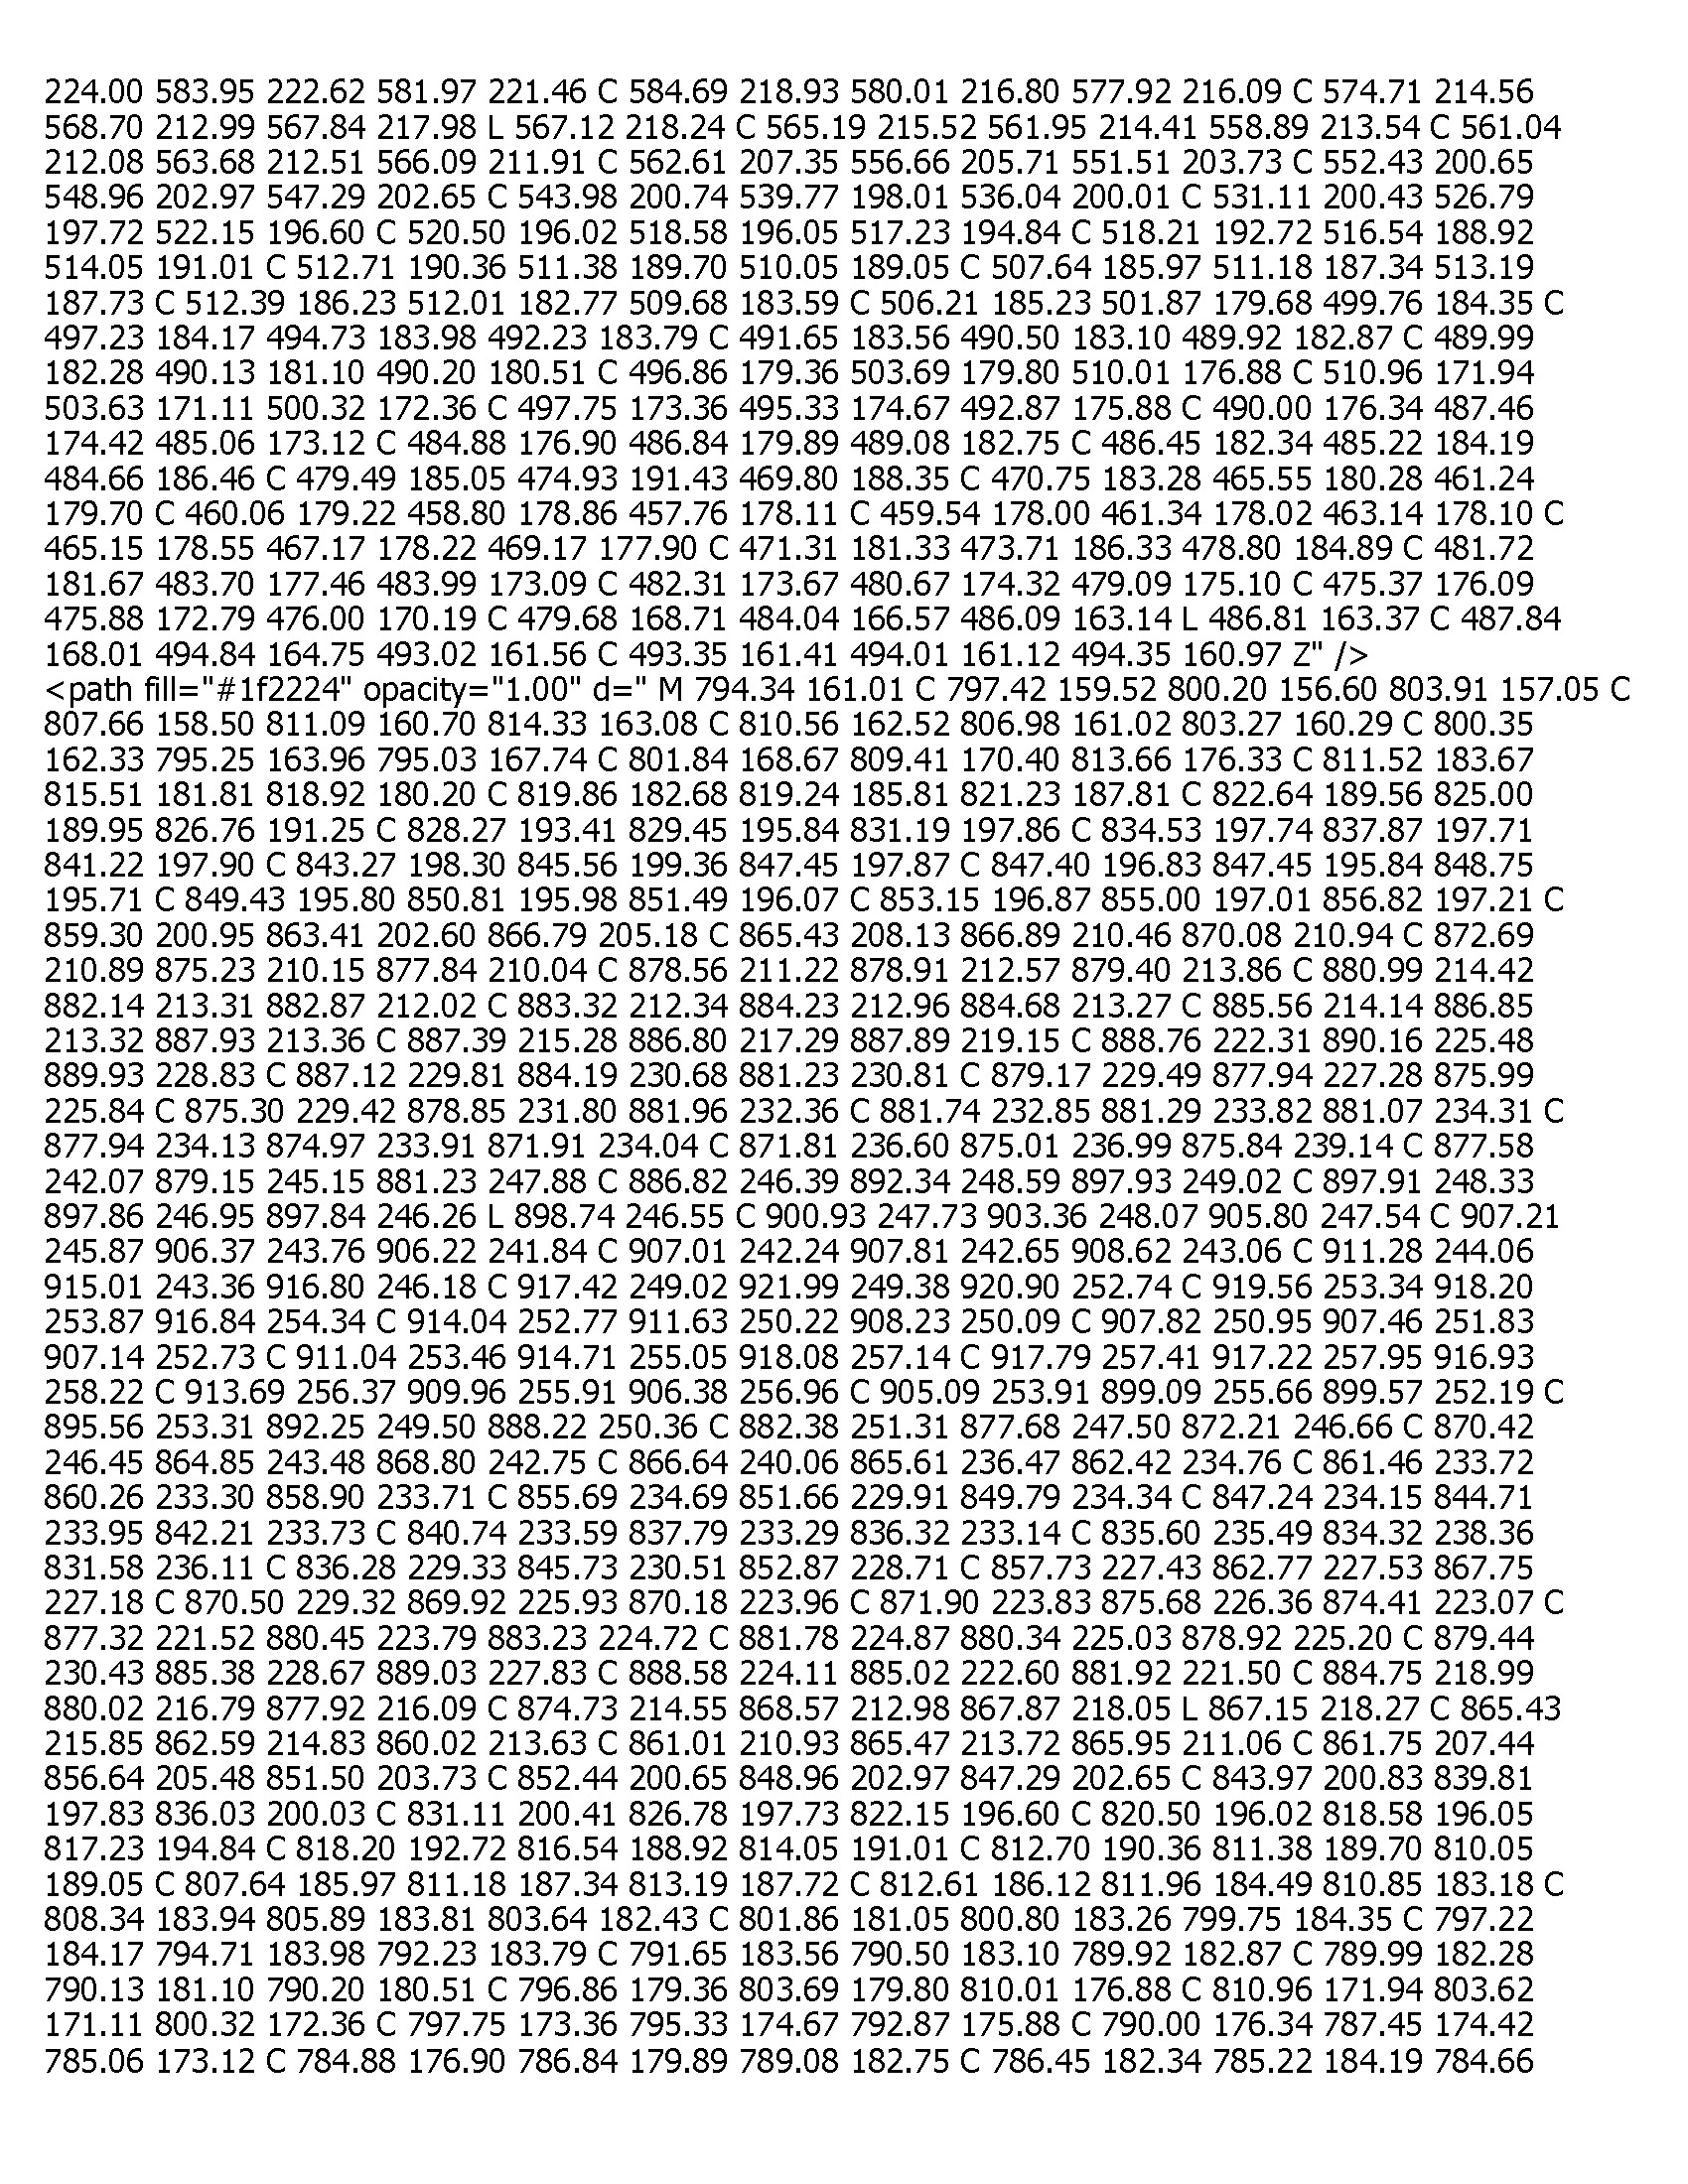 224.00 583.95 222.62 581.97 221.46 C 584.69 218.93 580.01 216.80 577.92 216.09 C 574.71 214.56
568.70 212.99 567.84 217.98 L 567.12 218.24 C 565.19 215.52 561.95 214.41 558.89 213.54 C 561.04
212.08 563.68 212.51 566.09 211.91 C 562.61 207.35 556.66 205.71 551.51 203.73 C 552.43 200.65
548.96 202.97 547.29 202.65 C 543.98 200.74 539.77 198.01 536.04 200.01 C 531.11 200.43 526.79
197.72 522.15 196.60 C 520.50 196.02 518.58 196.05 517.23 194.84 C 518.21 192.72 516.54 188.92
514.05 191.01 C 512.71 190.36 511.38 189.70 510.05 189.05 C 507.64 185.97 511.18 187.34 513.19
187.73 C 512.39 186.23 512.01 182.77 509.68 183.59 C 506.21 185.23 501.87 179.68 499.76 184.35 C
497.23 184.17 494.73 183.98 492.23 183.79 C 491.65 183.56 490.50 183.10 489.92 182.87 C 489.99
182.28 490.13 181.10 490.20 180.51 C 496.86 179.36 503.69 179.80 510.01 176.88 C 510.96 171.94
503.63 171.11 500.32 172.36 C 497.75 173.36 495.33 174.67 492.87 175.88 C 490.00 176.34 487.46
174.42 485.06 173.12 C 484.88 176.90 486.84 179.89 489.08 182.75 C 486.45 182.34 485.22 184.19
484.66 186.46 C 479.49 185.05 474.93 191.43 469.80 188.35 C 470.75 183.28 465.55 180.28 461.24
179.70 C 460.06 179.22 458.80 178.86 457.76 178.11 C 459.54 178.00 461.34 178.02 463.14 178.10 C
465.15 178.55 467.17 178.22 469.17 177.90 C 471.31 181.33 473.71 186.33 478.80 184.89 C 481.72
181.67 483.70 177.46 483.99 173.09 C 482.31 173.67 480.67 174.32 479.09 175.10 C 475.37 176.09
475.88 172.79 476.00 170.19 C 479.68 168.71 484.04 166.57 486.09 163.14 L 486.81 163.37 C 487.84
168.01 494.84 164.75 493.02 161.56 C 493.35 161.41 494.01 161.12 494.35 160.97 Z" />
<path fill="#1f2224" opacity="1.00" d=" M 794.34 161.01 C 797.42 159.52 800.20 156.60 803.91 157.05 C
807.66 158.50 811.09 160.70 814.33 163.08 C 810.56 162.52 806.98 161.02 803.27 160.29 C 800.35
162.33 795.25 163.96 795.03 167.74 C 801.84 168.67 809.41 170.40 813.66 176.33 C 811.52 183.67
815.51 181.81 818.92 180.20 C 819.86 182.68 819.24 185.81 821.23 187.81 C 822.64 189.56 825.00
189.95 826.76 191.25 C 828.27 193.41 829.45 195.84 831.19 197.86 C 834.53 197.74 837.87 197.71
841.22 197.90 C 843.27 198.30 845.56 199.36 847.45 197.87 C 847.40 196.83 847.45 195.84 848.75
195.71 C 849.43 195.80 850.81 195.98 851.49 196.07 C 853.15 196.87 855.00 197.01 856.82 197.21 C
859.30 200.95 863.41 202.60 866.79 205.18 C 865.43 208.13 866.89 210.46 870.08 210.94 C 872.69
210.89 875.23 210.15 877.84 210.04 C 878.56 211.22 878.91 212.57 879.40 213.86 C 880.99 214.42
882.14 213.31 882.87 212.02 C 883.32 212.34 884.23 212.96 884.68 213.27 C 885.56 214.14 886.85
213.32 887.93 213.36 C 887.39 215.28 886.80 217.29 887.89 219.15 C 888.76 222.31 890.16 225.48
889.93 228.83 C 887.12 229.81 884.19 230.68 881.23 230.81 C 879.17 229.49 877.94 227.28 875.99
225.84 C 875.30 229.42 878.85 231.80 881.96 232.36 C 881.74 232.85 881.29 233.82 881.07 234.31 C
877.94 234.13 874.97 233.91 871.91 234.04 C 871.81 236.60 875.01 236.99 875.84 239.14 C 877.58
242.07 879.15 245.15 881.23 247.88 C 886.82 246.39 892.34 248.59 897.93 249.02 C 897.91 248.33
897.86 246.95 897.84 246.26 L 898.74 246.55 C 900.93 247.73 903.36 248.07 905.80 247.54 C 907.21
245.87 906.37 243.76 906.22 241.84 C 907.01 242.24 907.81 242.65 908.62 243.06 C 911.28 244.06
915.01 243.36 916.80 246.18 C 917.42 249.02 921.99 249.38 920.90 252.74 C 919.56 253.34 918.20
253.87 916.84 254.34 C 914.04 252.77 911.63 250.22 908.23 250.09 C 907.82 250.95 907.46 251.83
907.14 252.73 C 911.04 253.46 914.71 255.05 918.08 257.14 C 917.79 257.41 917.22 257.95 916.93
258.22 C 913.69 256.37 909.96 255.91 906.38 256.96 C 905.09 253.91 899.09 255.66 899.57 252.19 C
895.56 253.31 892.25 249.50 888.22 250.36 C 882.38 251.31 877.68 247.50 872.21 246.66 C 870.42
246.45 864.85 243.48 868.80 242.75 C 866.64 240.06 865.61 236.47 862.42 234.76 C 861.46 233.72
860.26 233.30 858.90 233.71 C 855.69 234.69 851.66 229.91 849.79 234.34 C 847.24 234.15 844.71
233.95 842.21 233.73 C 840.74 233.59 837.79 233.29 836.32 233.14 C 835.60 235.49 834.32 238.36
831.58 236.11 C 836.28 229.33 845.73 230.51 852.87 228.71 C 857.73 227.43 862.77 227.53 867.75
227.18 C 870.50 229.32 869.92 225.93 870.18 223.96 C 871.90 223.83 875.68 226.36 874.41 223.07 C
877.32 221.52 880.45 223.79 883.23 224.72 C 881.78 224.87 880.34 225.03 878.92 225.20 C 879.44
230.43 885.38 228.67 889.03 227.83 C 888.58 224.11 885.02 222.60 881.92 221.50 C 884.75 218.99
880.02 216.79 877.92 216.09 C 874.73 214.55 868.57 212.98 867.87 218.05 L 867.15 218.27 C 865.43
215.85 862.59 214.83 860.02 213.63 C 861.01 210.93 865.47 213.72 865.95 211.06 C 861.75 207.44
856.64 205.48 851.50 203.73 C 852.44 200.65 848.96 202.97 847.29 202.65 C 843.97 200.83 839.81
197.83 836.03 200.03 C 831.11 200.41 826.78 197.73 822.15 196.60 C 820.50 196.02 818.58 196.05
817.23 194.84 C 818.20 192.72 816.54 188.92 814.05 191.01 C 812.70 190.36 811.38 189.70 810.05
189.05 C 807.64 185.97 811.18 187.34 813.19 187.72 C 812.61 186.12 811.96 184.49 810.85 183.18 C
808.34 183.94 805.89 183.81 803.64 182.43 C 801.86 181.05 800.80 183.26 799.75 184.35 C 797.22
184.17 794.71 183.98 792.23 183.79 C 791.65 183.56 790.50 183.10 789.92 182.87 C 789.99 182.28
790.13 181.10 790.20 180.51 C 796.86 179.36 803.69 179.80 810.01 176.88 C 810.96 171.94 803.62
171.11 800.32 172.36 C 797.75 173.36 795.33 174.67 792.87 175.88 C 790.00 176.34 787.45 174.42
785.06 173.12 C 784.88 176.90 786.84 179.89 789.08 182.75 C 786.45 182.34 785.22 184.19 784.66